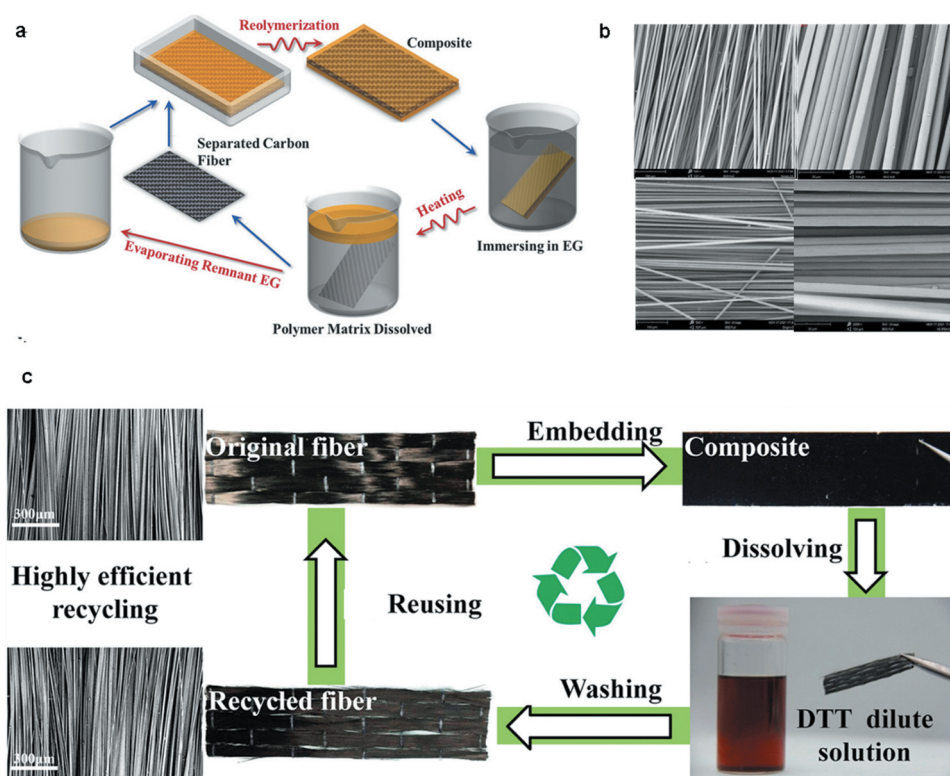 a
Reolymerization
Composite
Separated Carbon
Fiber
Heating
Immersing in EG
Evaporating Remnant EG
Polymer Matrix Dissolved
b
c
Original fiber
Embedding
Composite
300μm
Dissolving
Highly efficient
recycling
Reusing
Recycled fiber
Washing
DTT dilute
solution
300μm